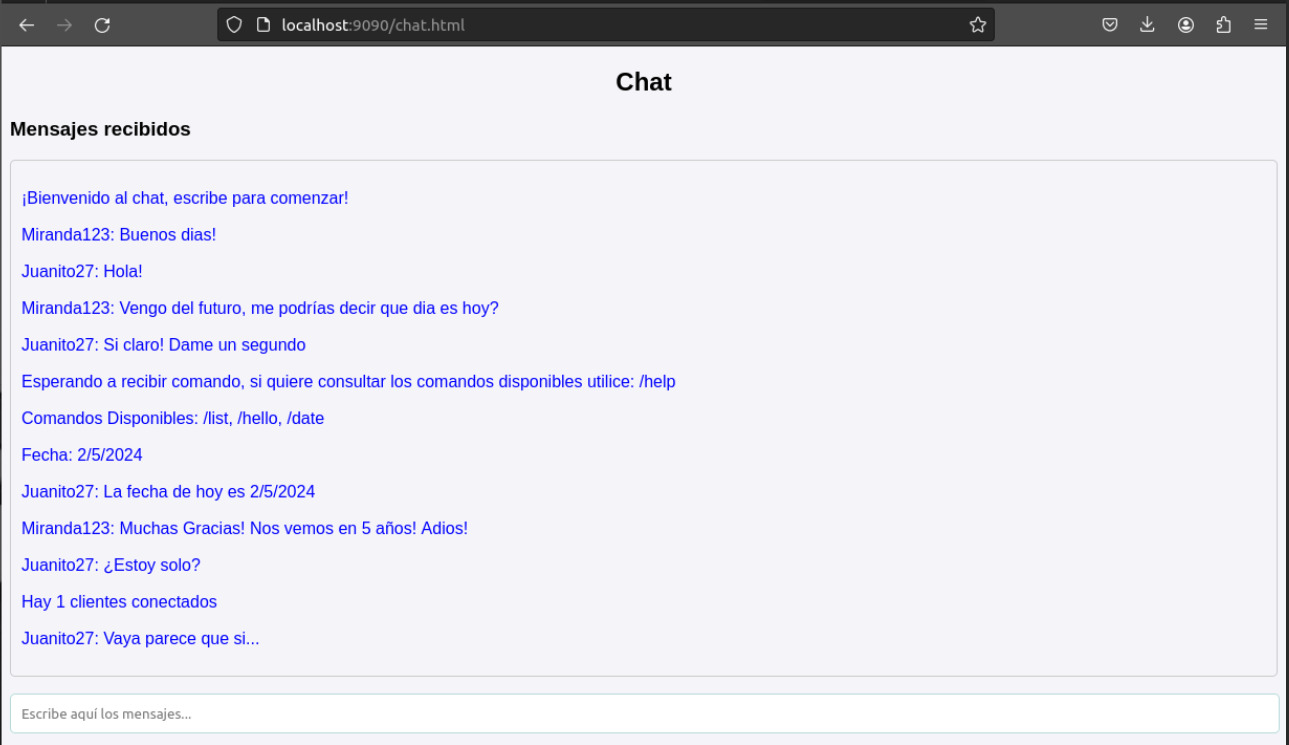 localhost:9090/chat.html
Chat
Mensajes recibidos
¡Bienvenido al chat, escribe para comenzar!
Miranda123: Buenos dias!
Juanito27: Hola!
Miranda123: Vengo del futuro, me podrías decir que dia es hoy?
Juanito27: Si claro! Dame un segundo
Esperando a recibir comando, si quiere consultar los comandos disponibles utilice: /help
Comandos Disponibles: /list, /hello, /date
Fecha: 2/5/2024
Juanito27: La fecha de hoy es 2/5/2024
Miranda123: Muchas Gracias! Nos vemos en 5 años! Adios!
Juanito27: ¿Estoy solo?
Hay 1 clientes conectados
Juanito27: Vaya parece que si...
Escribe aquí los mensajes...